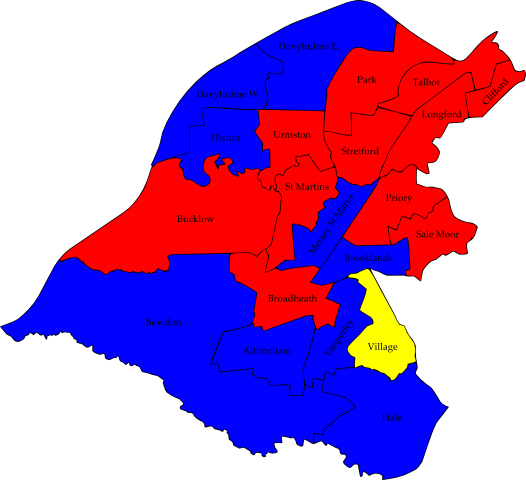 Davyhulme E.
Park
Talbot
Clifford
Davyhulme W.
Longford
Flixton
Urmston
Stretford
St Martins
Priory
Bucklow
Mersey St Marys
Sale Moor
Brooklands
Broadheath
Bowdon
Timperley
Altrincham
Village
Hale